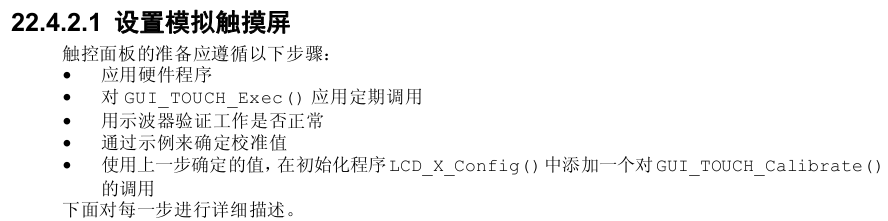 22.4.2.1 设置模拟触摸屏
触控面板的准备应遵循以下步骤：
• 应用硬件程序
• 对 GUI_TOUCH_Exec() 应用定期调用
• 用示波器验证工作是否正常
• 通过示例来确定校准值
• 使用上一步确定的值，在初始化程序 LCD_X_Config() 中添加一个对 GUI_TOUCH_Calibrate()
的调用
下面对每一步进行详细描述。